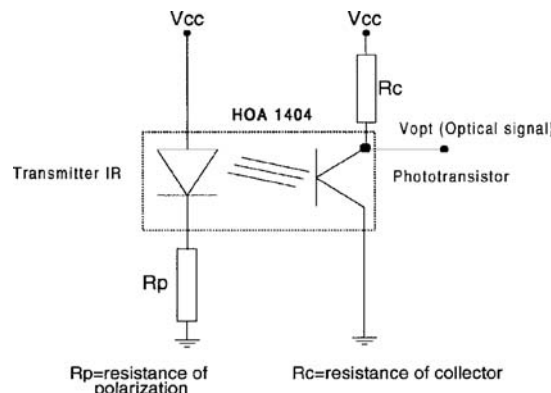 Vcc
Vcc
Rc
HOA 1404
Vopt (Optical signal)
Transmitter IR
Phototransistor
Rp
Rp=resistance of
polarization
Rc=resistance of collector